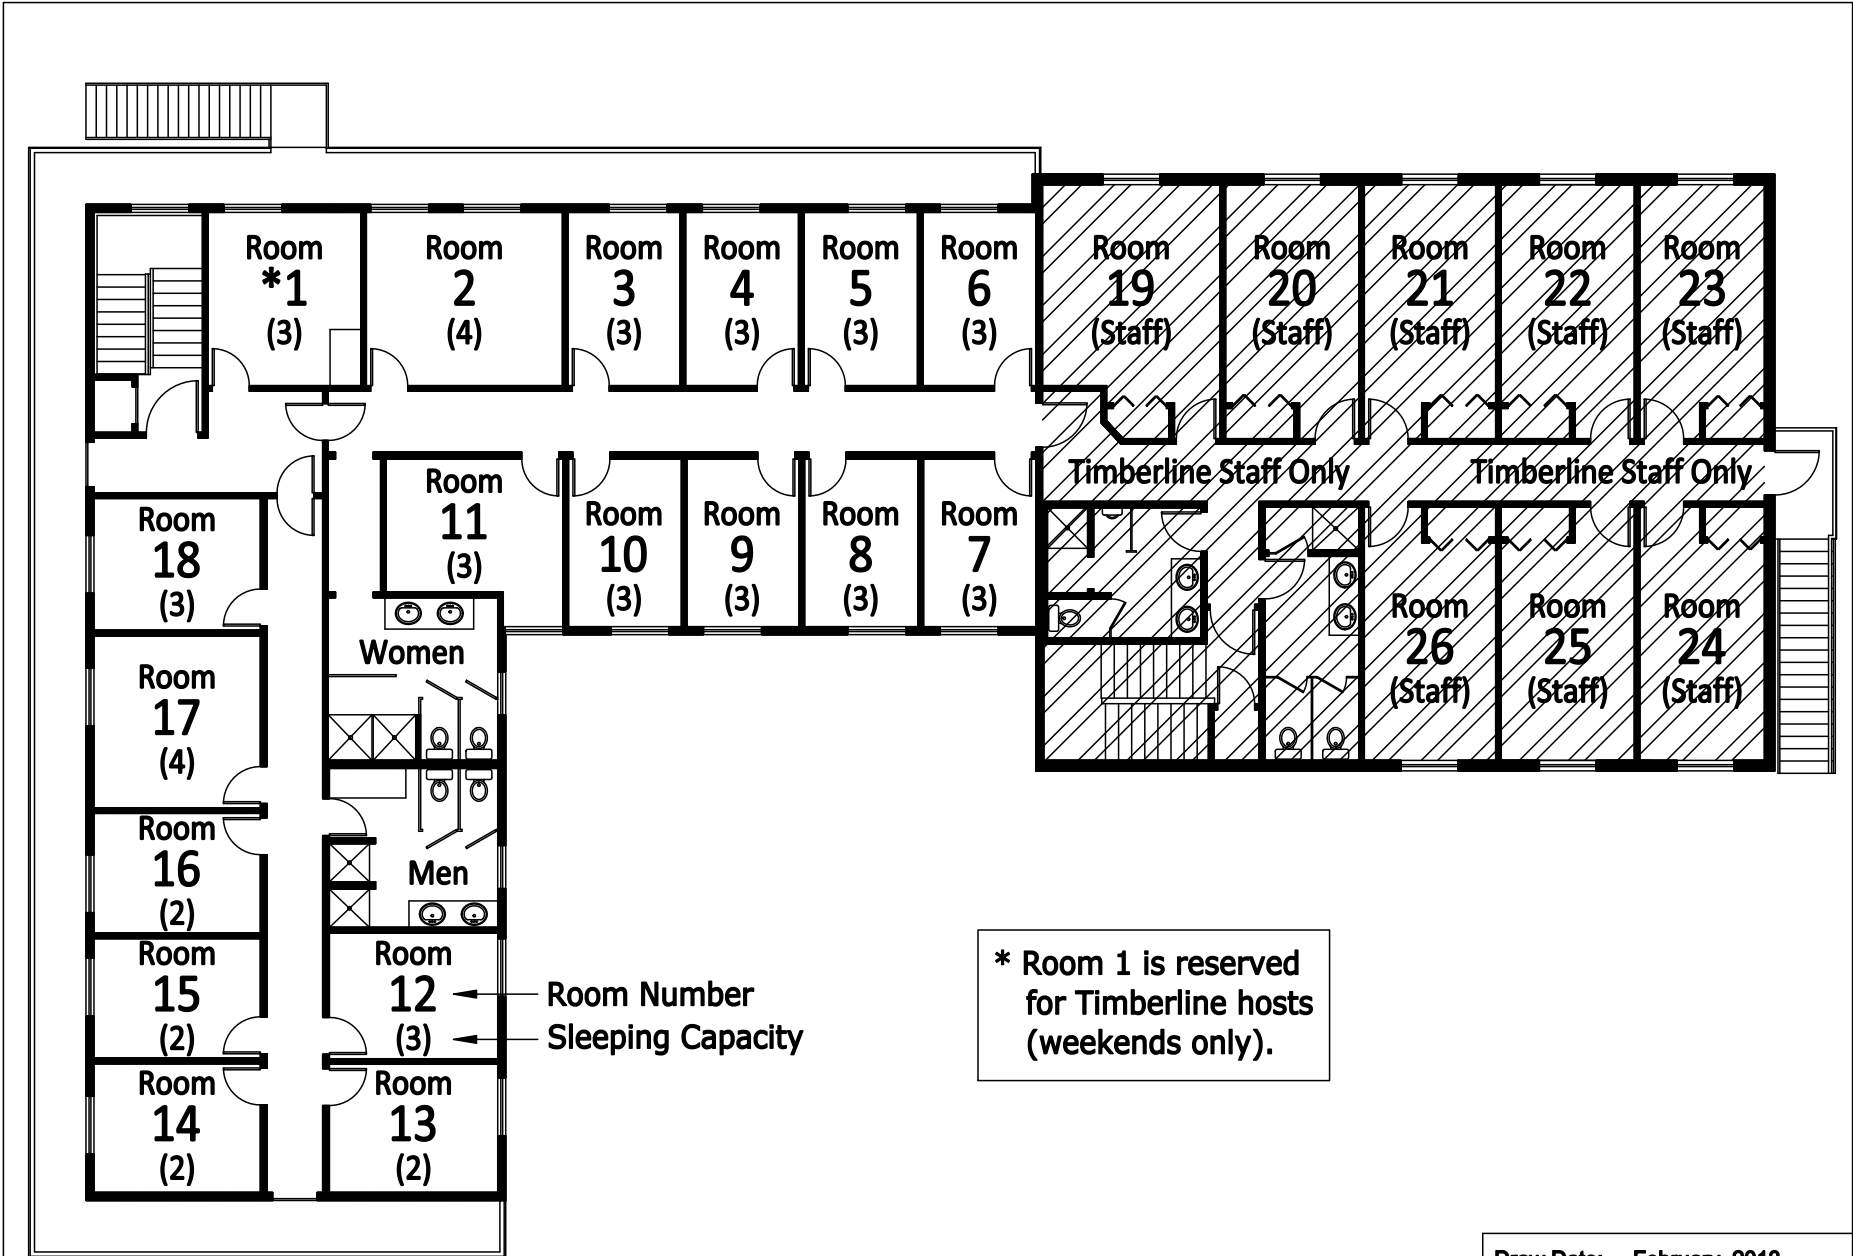 Room
*1
(3)
Room
2
(4)
Room
3
(3)
Room
4
(3)
Room
5
(3)
Room
6
(3)
Room
19
(Staff)
Room
20
(Staff)
Room
21
(Staff)
Room
22
(Staff)
Room
23
(Staff)
Timberline Staff Only
Timberline Staff Only
Room
18
(3)
Room
11
(3)
Room
10
(3)
Room
9
(3)
Room
8
(3)
Room
7
(3)
Room
26
(Staff)
Room
25
(Staff)
Room
24
(Staff)
Women
Room
17
(4)
Room
16
(2)
Men
Room
15
(2)
Room
12
(3)
Room Number
Sleeping Capacity
* Room 1 is reserved
for Timberline hosts
(weekends only).
Room
14
(2)
Room
13
(2)
Draw Date: February, 2018